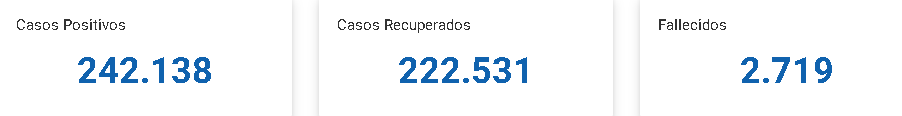 Casos Positivos
242.138
Casos Recuperados
222.531
Fallecidos
2.719